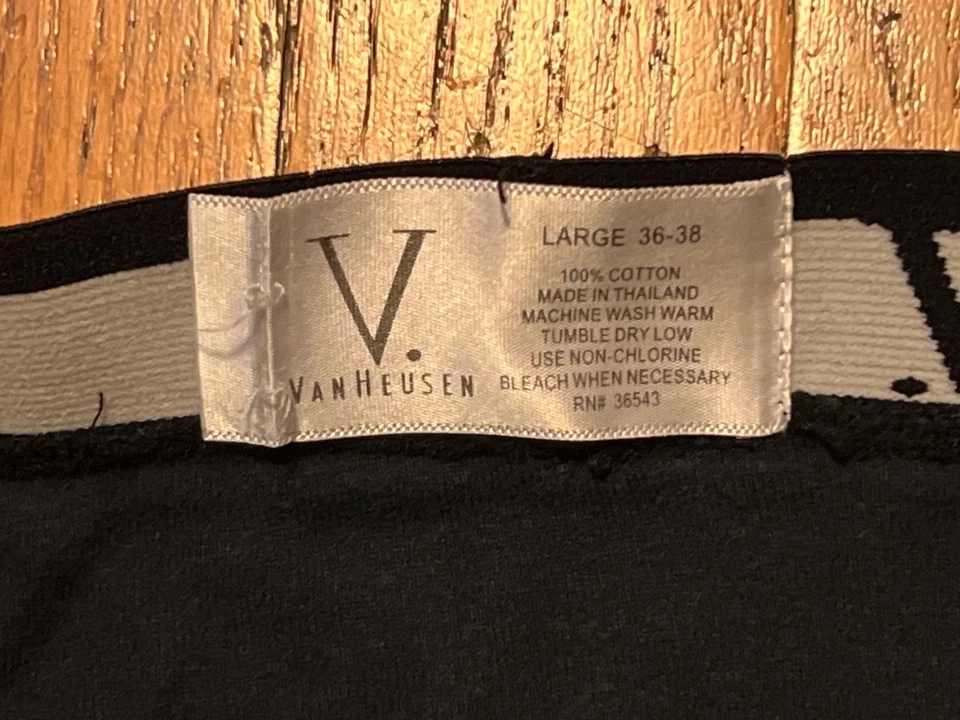 V.
VANHEUSEN
LARGE 36-38
100% COTTON
MADE IN THAILAND
MACHINE WASH WARM
TUMBLE DRY LOW
USE NON-CHLORINE
BLEACH WHEN NECESSARY
RN# 36543